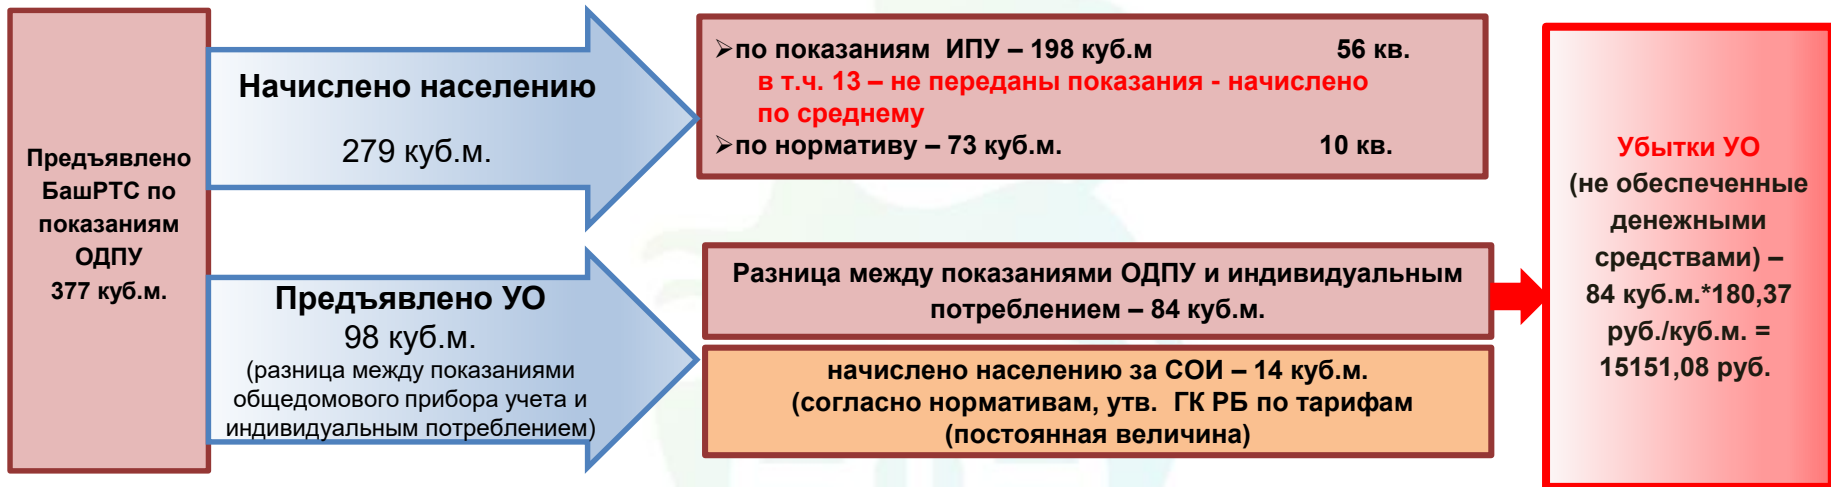 Предъявлено
БашРТС по
показаниям
ОДПУ
377 куб.м.
Начислено населению
279 куб.м.
➢по показаниям ИПУ – 198 куб.м 56 кв.
в т.ч. 13 – не переданы показания - начислено
по среднему
➢по нормативу – 73 куб.м. 10 кв.
Предъявлено УО
98 куб.м.
(разница между показаниями
общедомового прибора учета и
индивидуальным потреблением)
Разница между показаниями ОДПУ и индивидуальным
потреблением – 84 куб.м.
начислено населению за СОИ – 14 куб.м.
(согласно нормативам, утв. ГК РБ по тарифам
(постоянная величина)
Убытки УО
(не обеспеченные
денежными
средствами) –
84 куб.м.*180,37
руб./куб.м. =
15151,08 руб.